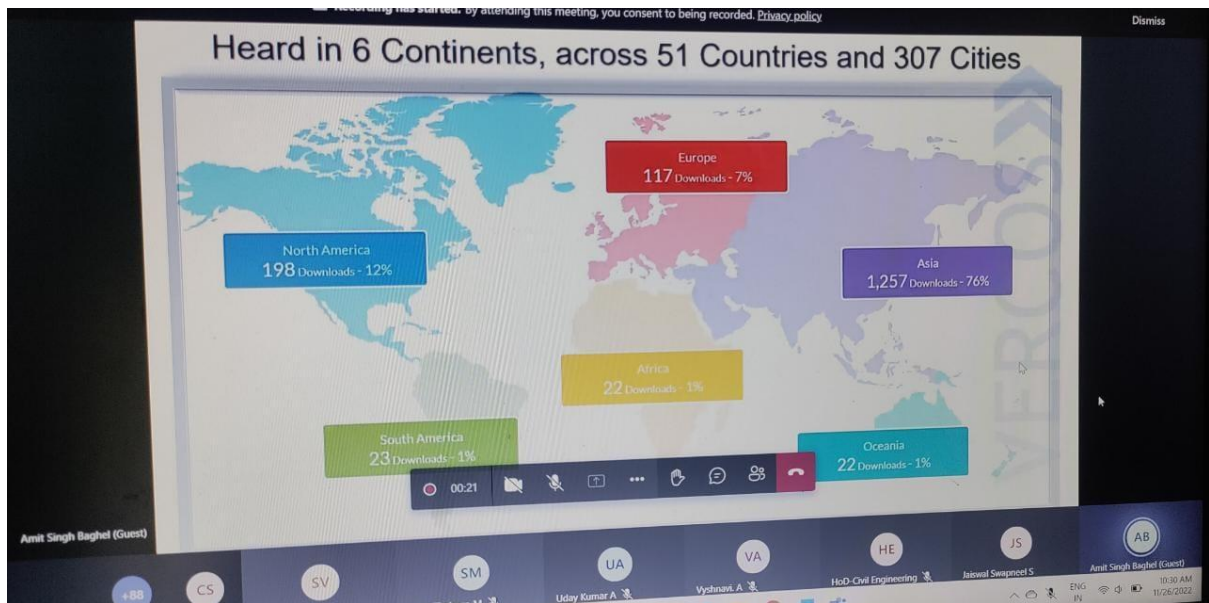 Recording has started. By attending this meeting, you consent to being recorded. Privacy policy
Dismiss
Heard in 6 Continents, across 51 Countries and 307 Cities
Europe
117 Downloads - 7%
North America
198 Downloads - 12%
Asia
1,257 Downloads - 76%
Africa
22 Downloads - 1%
South America
23 Downloads - 1%
Oceania
22 Downloads - 1%
00:21
Amit Singh Baghel (Guest)
+88
CS
SV
SM
UA
Uday Kumar A
VA
Vyshnavi. A
HE
HoD-Civil Engineering
JS
Jaiswal Swapneel S
AB
Amit Singh Baghel (Guest)
ENG
IN
10:30 AM
11/26/2022